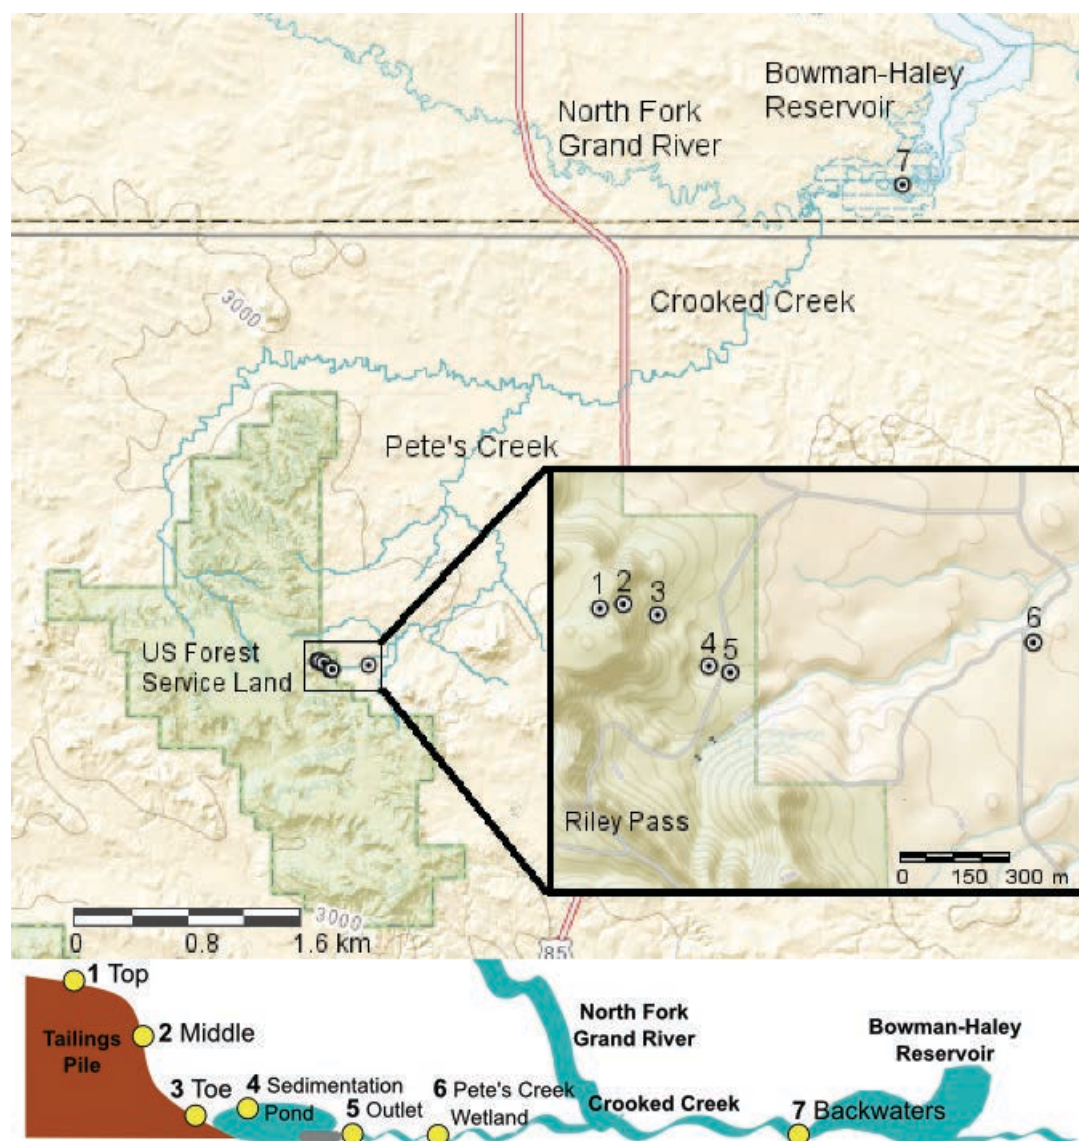 Bowman-Haley
Reservoir
North Fork
Grand River
7
Crooked Creek
3000
Pete's Creek
US Forest
Service Land
1
2
3
4
5
6
Riley Pass
0 150 300 m
3000
0 0.8 1.6 km
85
1 Top
Tailings
Pile
2 Middle
3 Toe
4 Sedimentation
Pond
5 Outlet
6 Pete's Creek
Wetland
North Fork
Grand River
Crooked Creek
Bowman-Haley
Reservoir
7 Backwaters